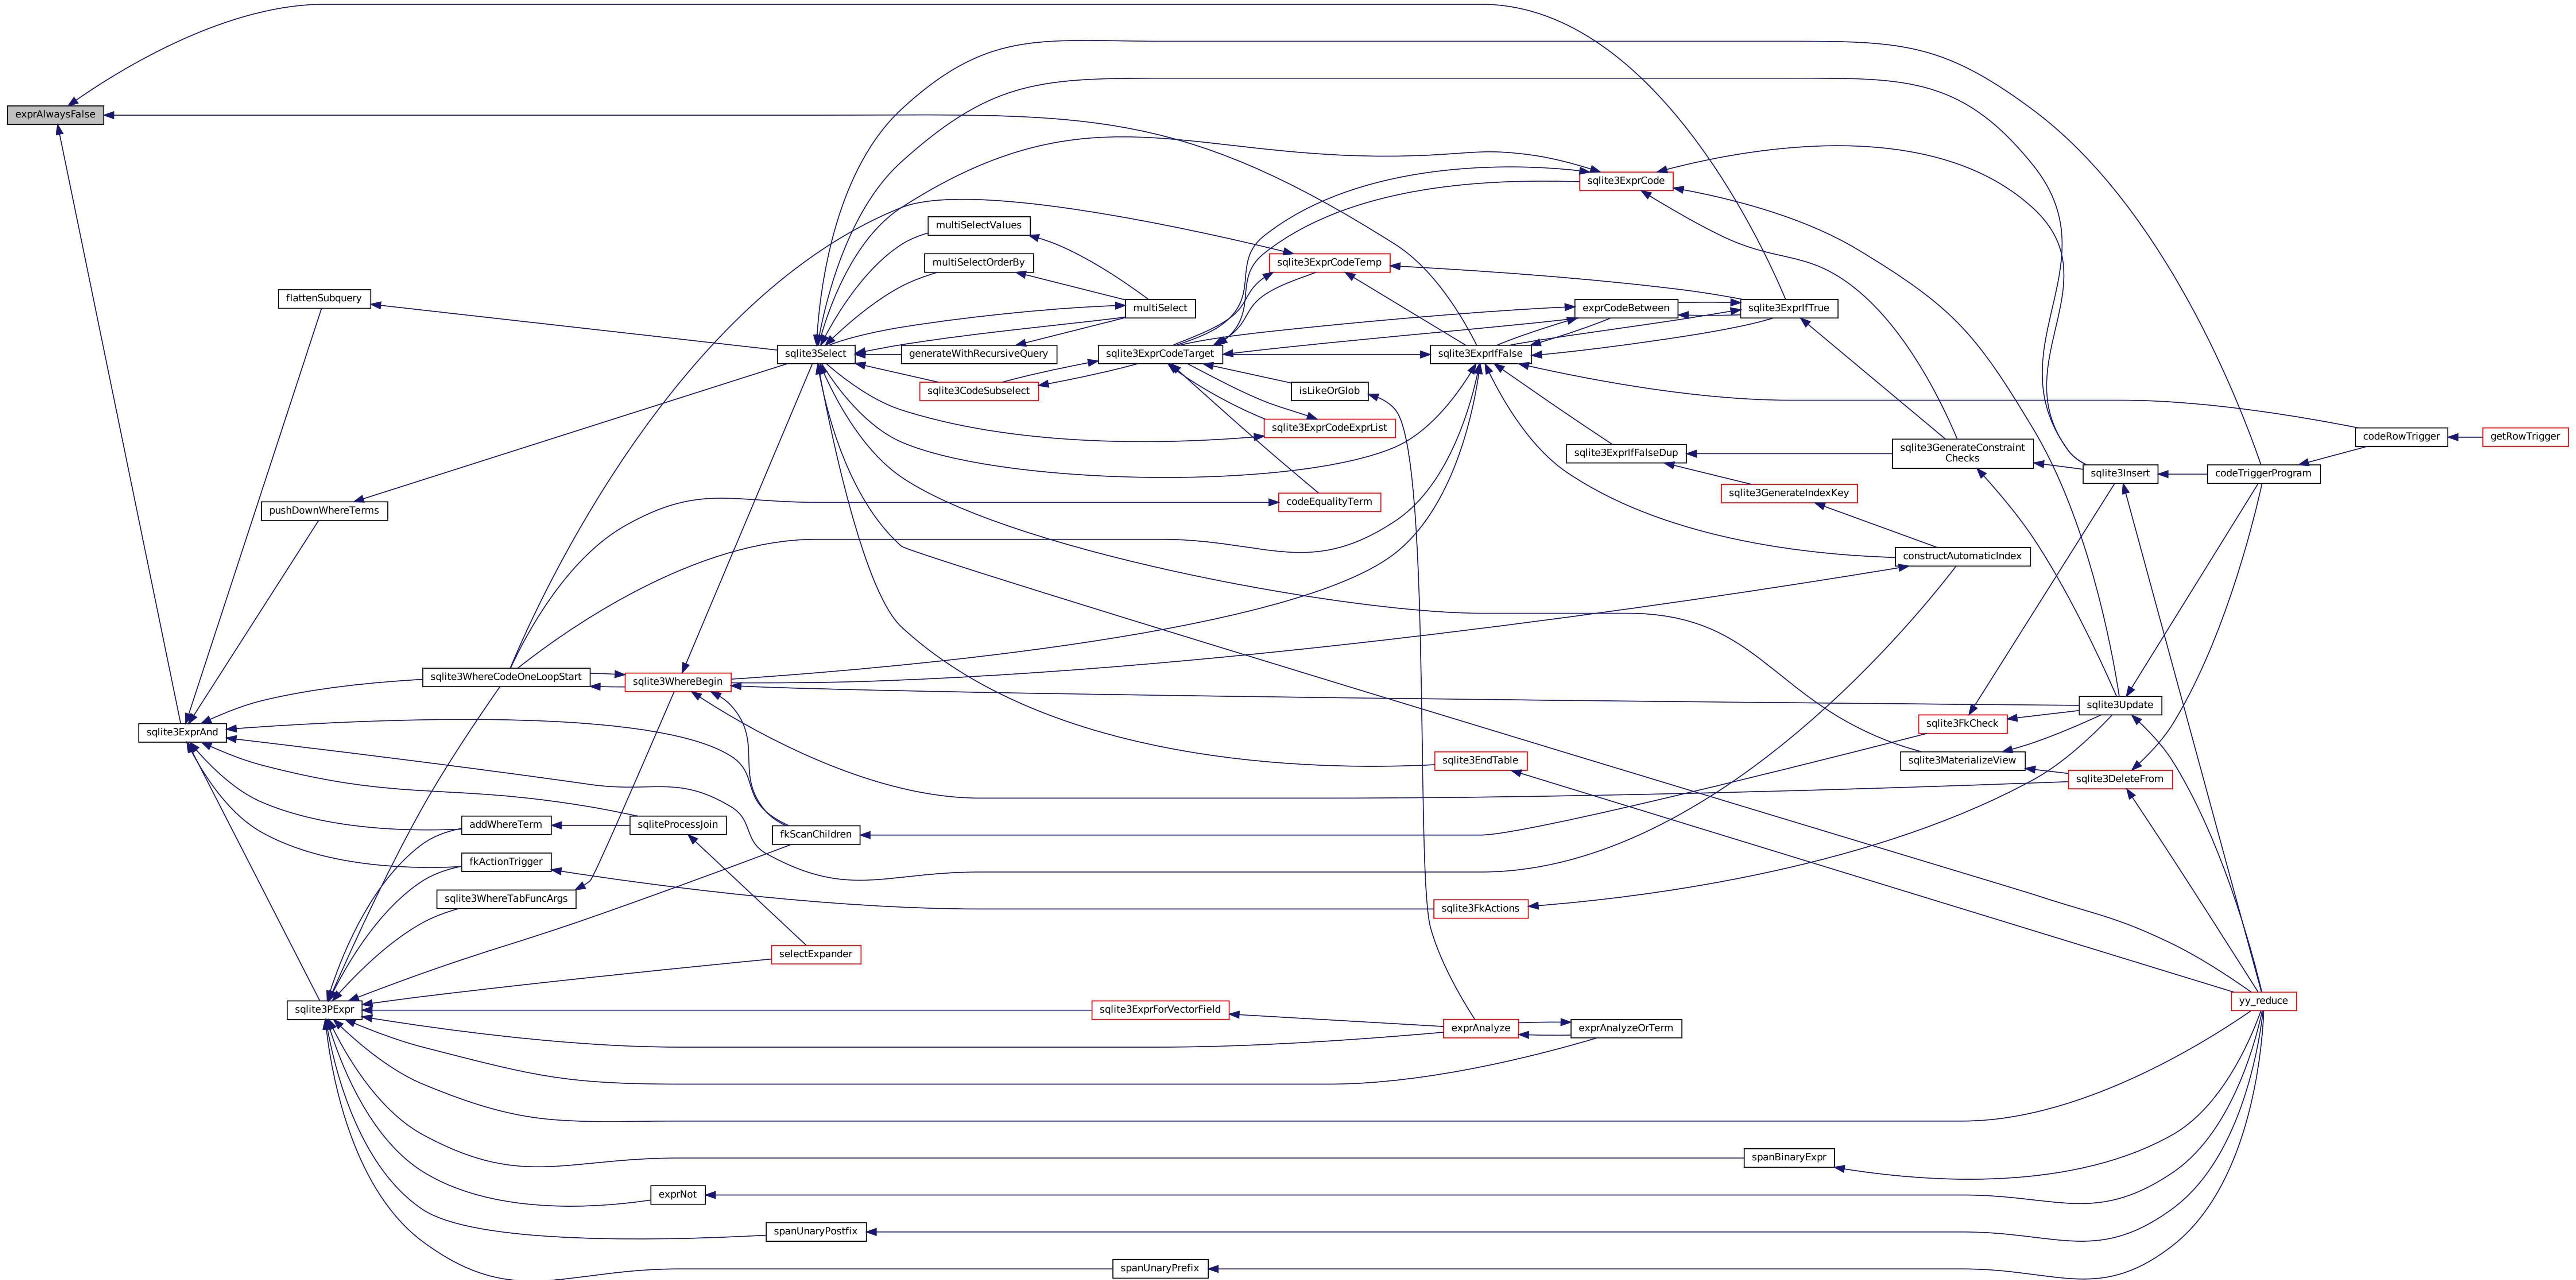 exprAlwaysFalse
sqlite3ExprCode
multiSelectValues
multiSelectOrderBy
sqlite3ExprCodeTemp
flattenSubquery
multiSelect
exprCodeBetween
sqlite3ExprIfTrue
sqlite3Select
generateWithRecursiveQuery
sqlite3ExprCodeTarget
sqlite3ExprIfFalse
sqlite3CodeSubselect
isLikeOrGlob
sqlite3ExprCodeExprList
codeRowTrigger
getRowTrigger
sqlite3ExprIfFalseDup
sqlite3GenerateConstraint
Checks
sqlite3Insert
codeTriggerProgram
sqlite3GenerateIndexKey
pushDownWhereTerms
codeEqualityTerm
constructAutomaticIndex
sqlite3WhereCodeOneLoopStart
sqlite3WhereBegin
sqlite3Update
sqlite3FkCheck
sqlite3ExprAnd
sqlite3EndTable
sqlite3MaterializeView
sqlite3DeleteFrom
addWhereTerm
sqliteProcessJoin
fkScanChildren
fkActionTrigger
sqlite3WhereTabFuncArgs
sqlite3FkActions
selectExpander
yy_reduce
sqlite3PExpr
sqlite3ExprForVectorField
exprAnalyze
exprAnalyzeOrTerm
spanBinaryExpr
exprNot
spanUnaryPostfix
spanUnaryPrefix